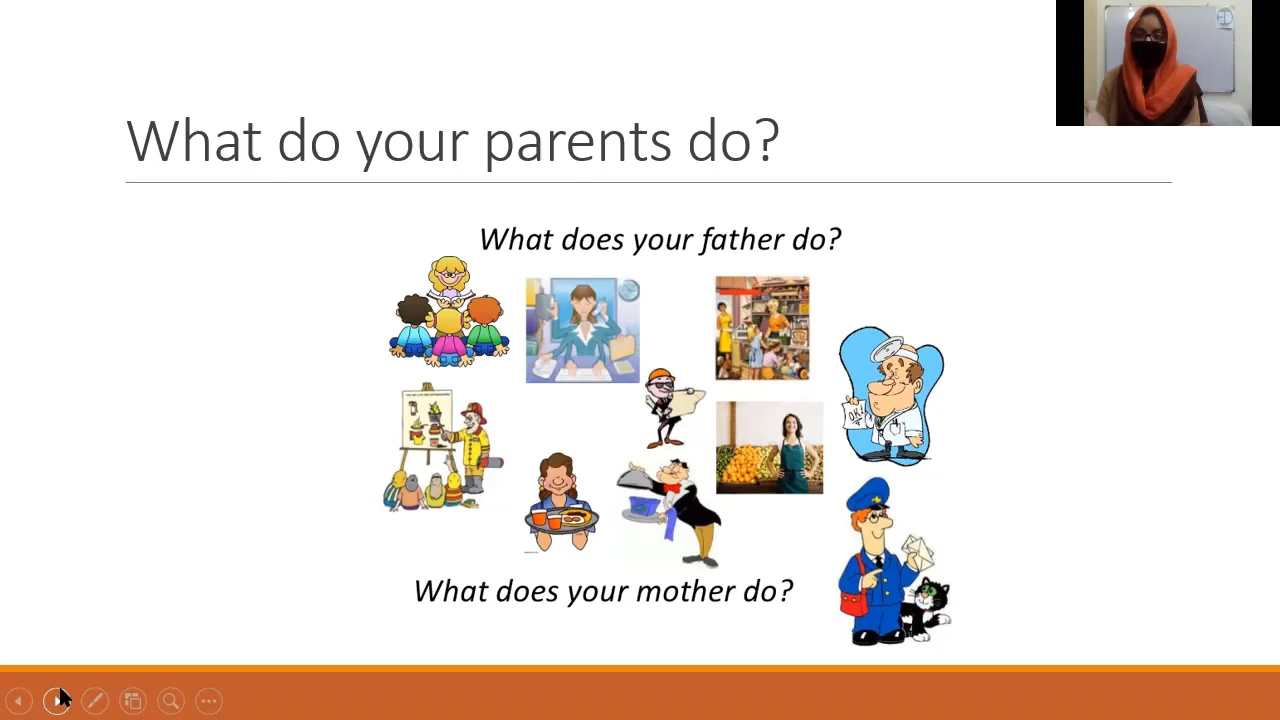 What do your parents do?
What does your father do?
O.K!
What does your mother do?